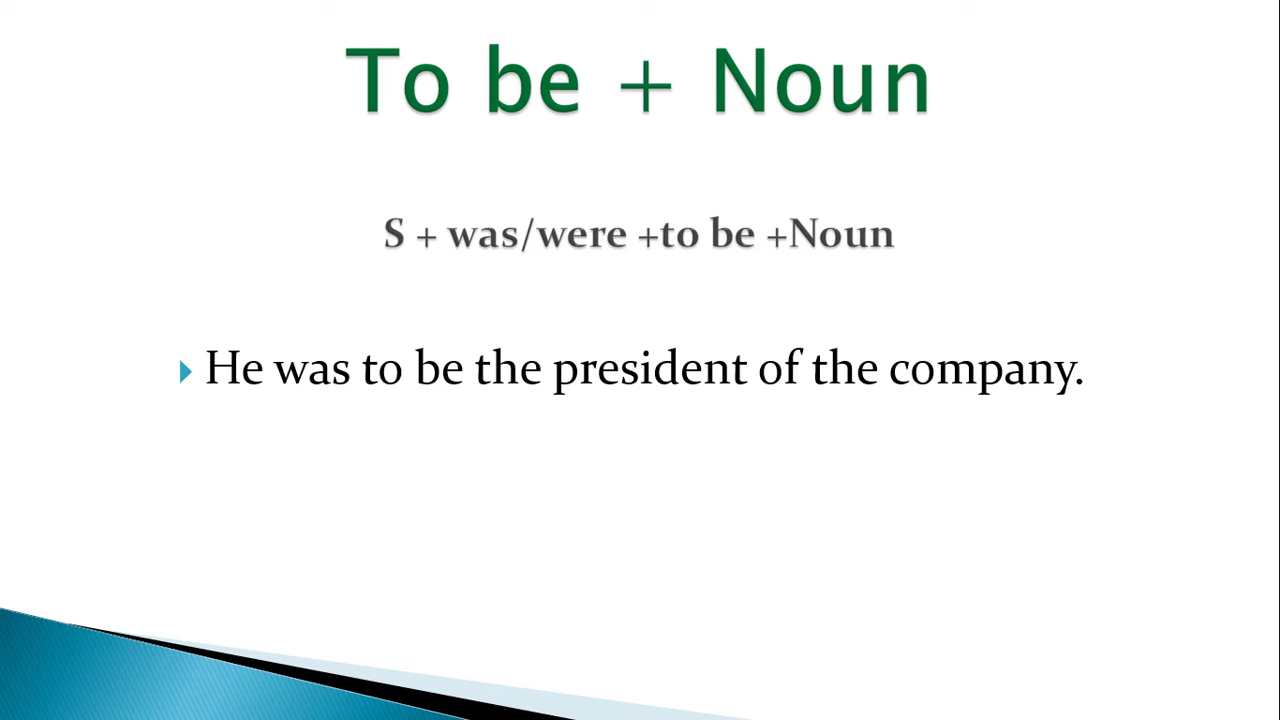 To be + Noun
S + was/were +to be +Noun
He was to be the president of the company.